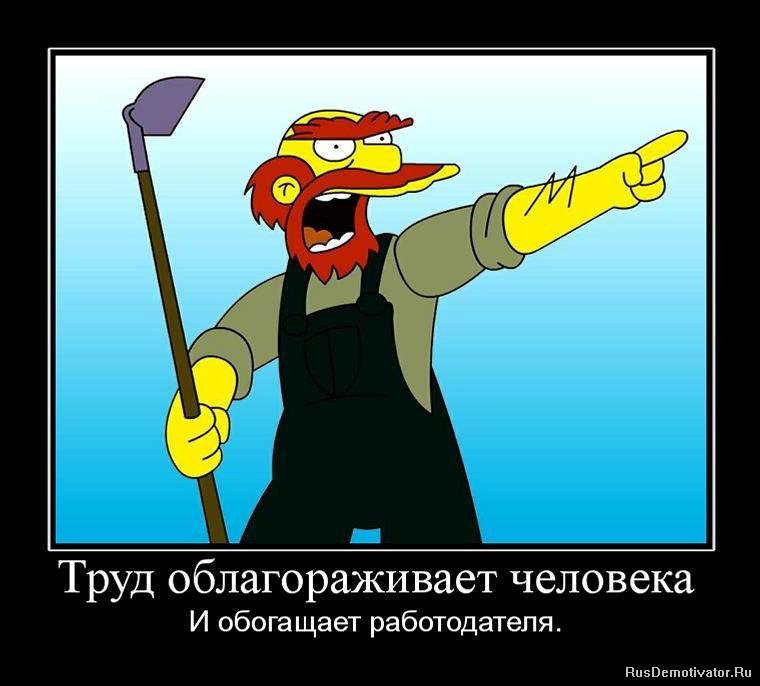 Труд облагораживает человека
И обогащает работодателя.
RusDemotivator.Ru